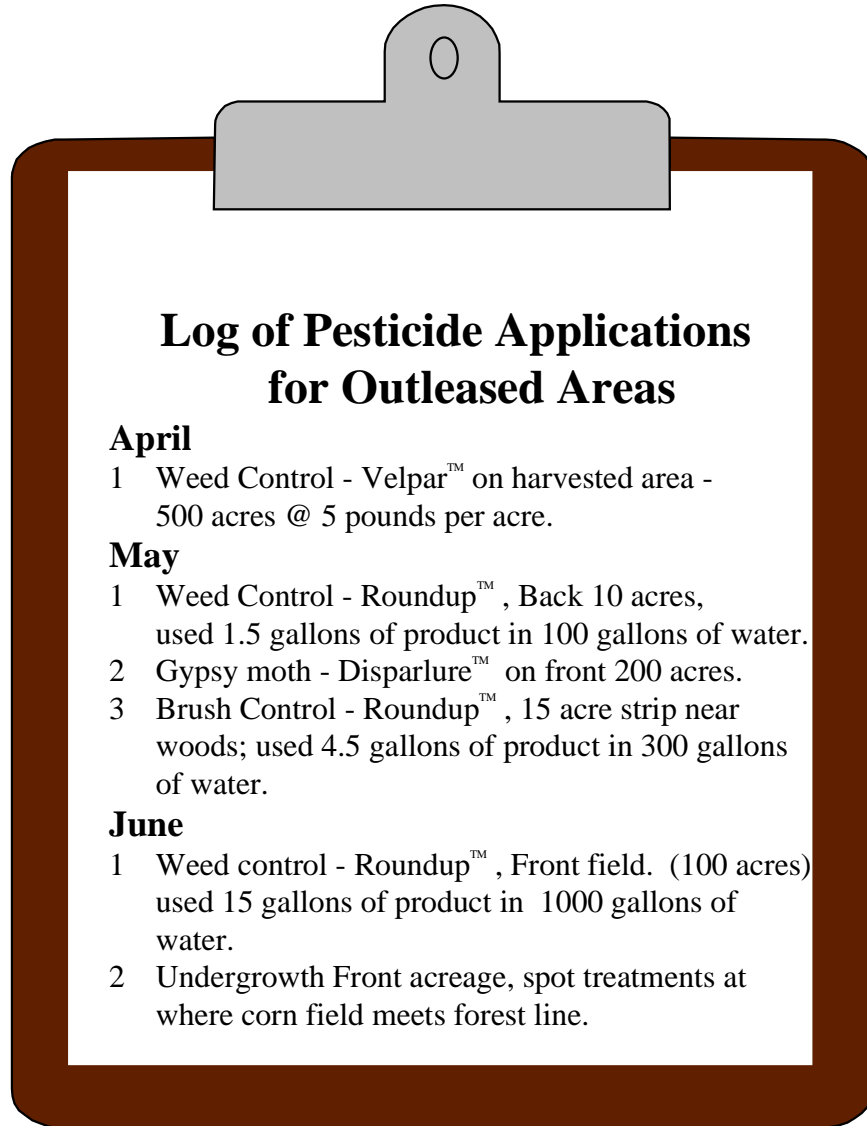 Log of Pesticide Applications
for Outleased Areas
April
1 Weed Control - Velpar™ on harvested area -
500 acres @ 5 pounds per acre.
May
1 Weed Control - Roundup™ , Back 10 acres,
used 1.5 gallons of product in 100 gallons of water.
2 Gypsy moth - Disparlure™ on front 200 acres.
3 Brush Control - Roundup™ , 15 acre strip near
woods; used 4.5 gallons of product in 300 gallons
of water.
June
1 Weed control - Roundup™ , Front field. (100 acres)
used 15 gallons of product in 1000 gallons of
water.
2 Undergrowth Front acreage, spot treatments at
where corn field meets forest line.